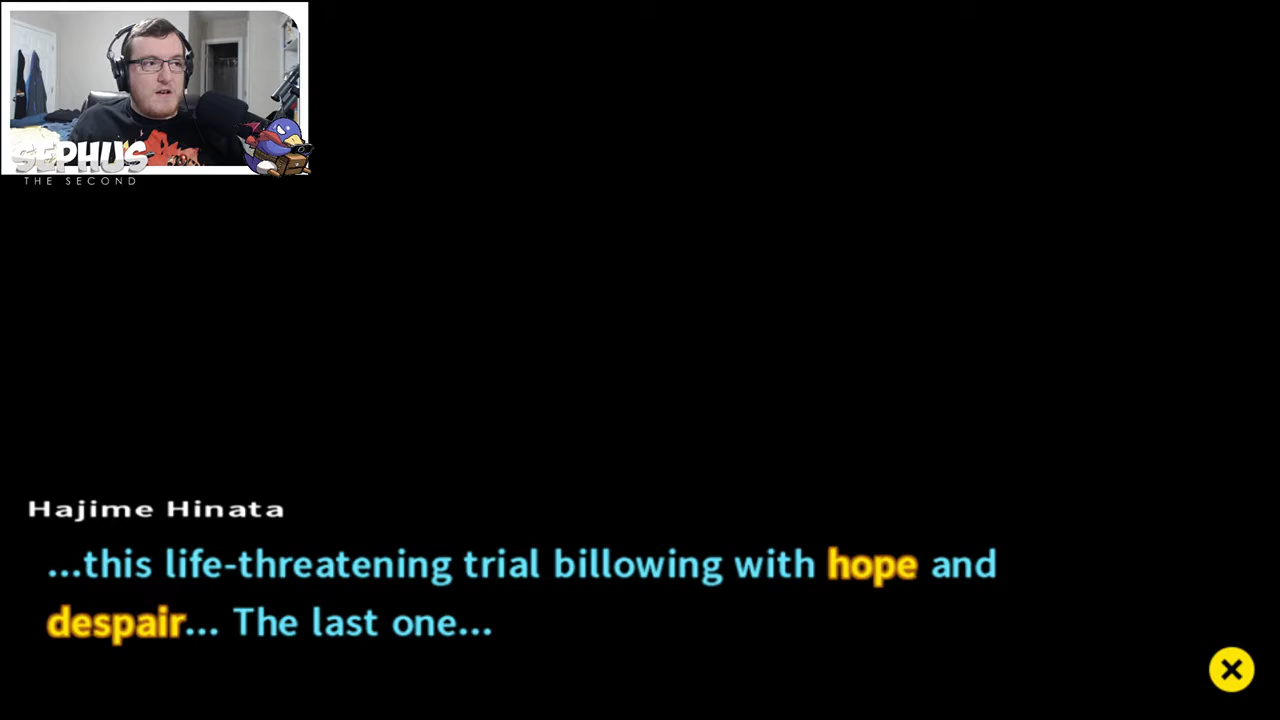 SEPHUS
THE SECOND
Hajime Hinata
...this life-threatening trial billowing with hope and
despair... The last one...